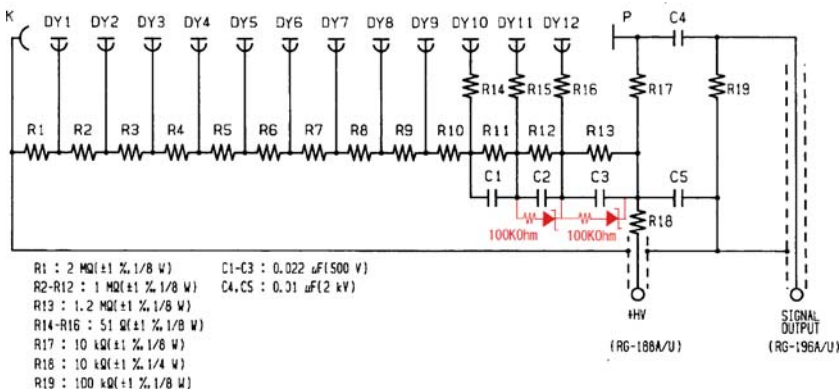 K DY1 DY2 DY3 DY4 DY5 DY6 DY7 DY8 DY9 DY10 DY11 DY12 P C4
R14 R15 R16 R17 R19
R1 R2 R3 R4 R5 R6 R7 R8 R9 R10 R11 R12 R13
C1 C2 C3 C5
R18
100KOhm 100KOhm
R1 : 2 MΩ(±1 %,1/8 W) C1-C3 : 0.022 µF(500 V)
R2-R12 : 1 MΩ(±1 %,1/8 W) C4,C5 : 0.01 µF(2 kV)
R13 : 1.2 MΩ(±1 %,1/8 W)
R14-R16 : 51 Ω(±1 %,1/8 W)
R17 : 10 kΩ(±1 %,1/8 W)
R18 : 10 kΩ(±1 %,1/4 W)
R19 : 100 kΩ(±1 %,1/8 W)
+HV
(RG-188A/U)
SIGNAL
OUTPUT
(RG-196A/U)